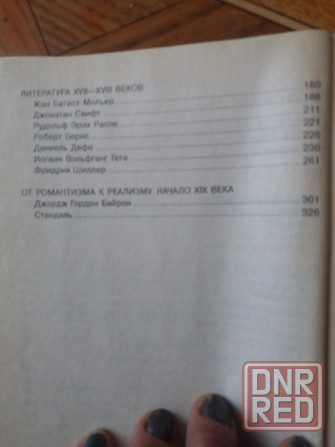 ЛИТЕРАТУРА XVII—XVIII ВЕКОВ
Жан Батист Мольер ... 180
Джонатан Свифт ... 186
Рудольф Эрих Распе ... 211
Роберт Бернс ... 221
Даниель Дефо ... 226
Иоганн Вольфганг Гете ... 236
Фридрих Шиллер ... 261
ОТ РОМАНТИЗМА К РЕАЛИЗМУ. НАЧАЛО XIX ВЕКА
Джордж Гордон Байрон ... 301
Стендаль ... 326
DNR
RED